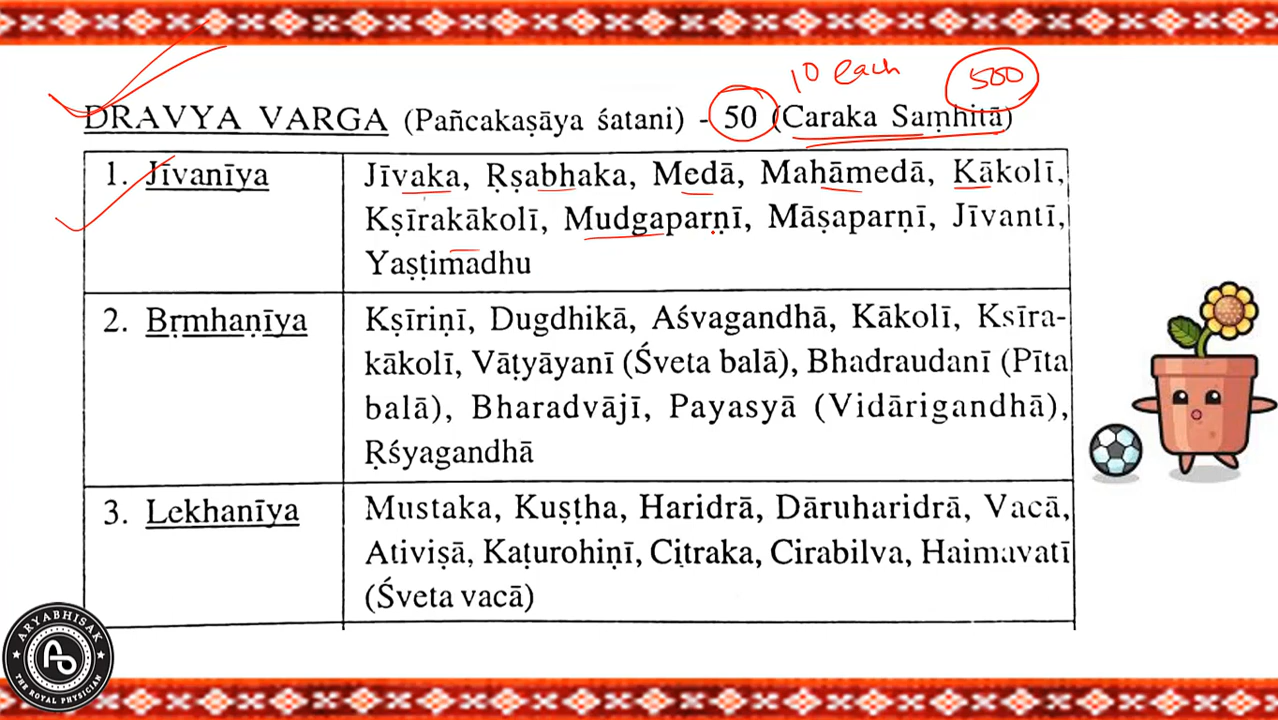 10 each
500
DRAVYA VARGA (Pañcakaṣāya śatani) - 50 (Caraka Saṃhitā)
1. Jīvanīya
Jīvaka, Ṛṣabhaka, Medā, Mahāmedā, Kākolī,
Kṣīrakākolī, Mudgaparṇī, Māṣaparṇī, Jīvantī,
Yaṣṭimadhu
2. Bṛmhaṇīya
Kṣīriṇī, Dugdhikā, Aśvagandhā, Kākolī, Ksīra-
kākolī, Vāṭyāyanī (Śveta balā), Bhadraudanī (Pīta
balā), Bharadvājī, Payasyā (Vidārigandhā),
Ṛśyagandhā
3. Lekhanīya
Mustaka, Kuṣṭha, Haridrā, Dāruharidrā, Vacā,
Ativiṣā, Kaṭurohiṇī, Citraka, Cirabilva, Haimavatī
(Śveta vacā)
ARYABHISAK
THE ROYAL PHYSICIAN